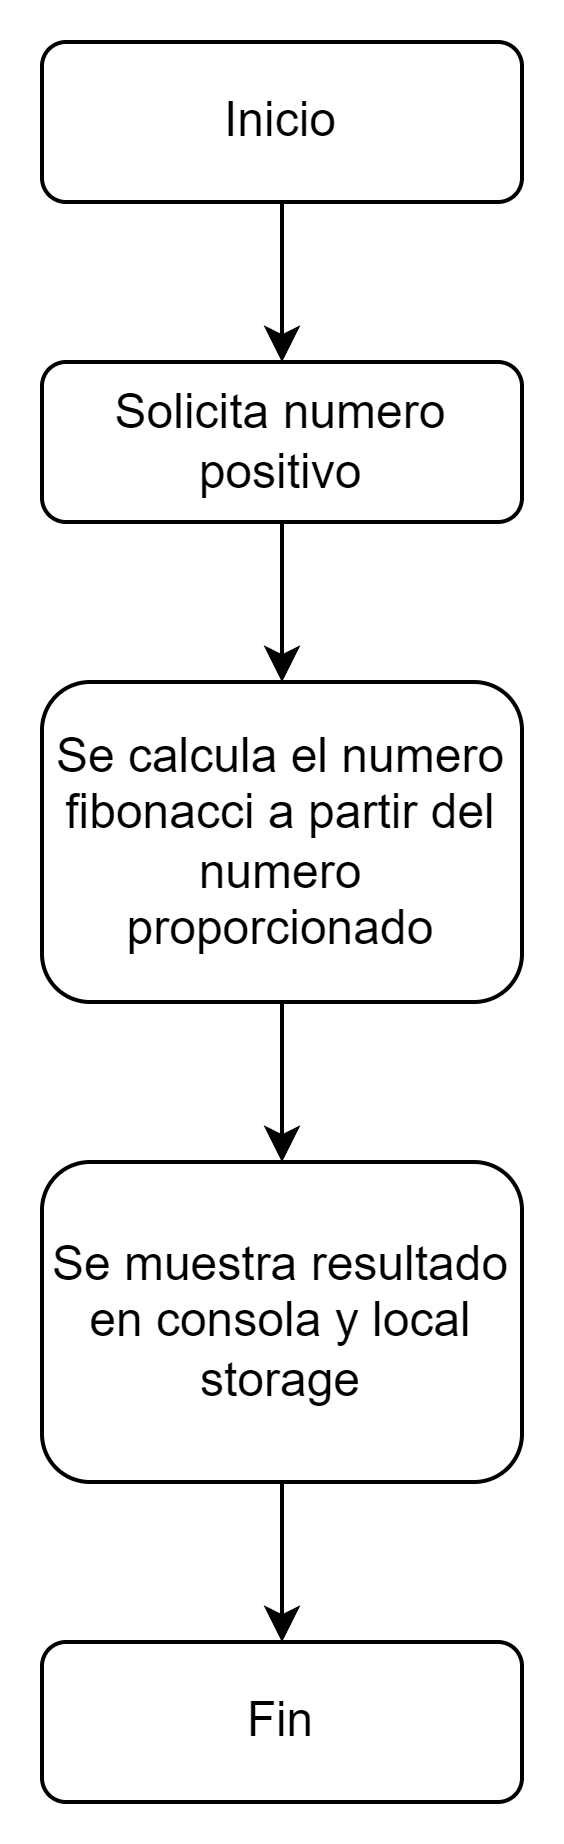 Inicio
Solicita numero
positivo
Se calcula el numero
fibonacci a partir del
numero
proporcionado
Se muestra resultado
en consola y local
storage
Fin